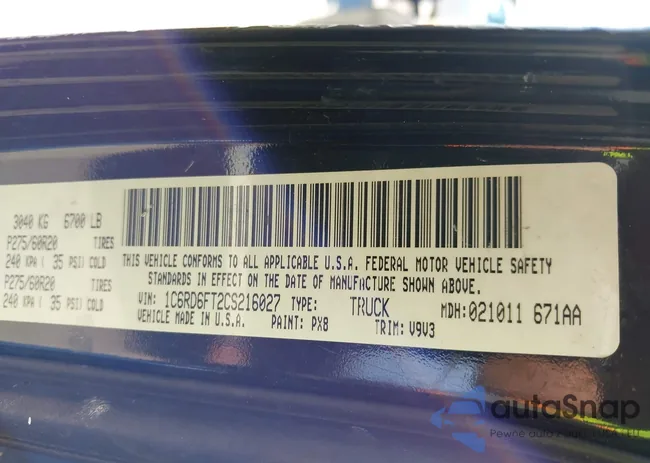 3040 KG 6700 LB
P275/60R20 TIRES
240 KPA ( 35 PSI) COLD
P275/60R20 TIRES
240 KPA ( 35 PSI) COLD
THIS VEHICLE CONFORMS TO ALL APPLICABLE U.S.A. FEDERAL MOTOR VEHICLE SAFETY
STANDARDS IN EFFECT ON THE DATE OF MANUFACTURE SHOWN ABOVE.
VIN: 1C6RD6FT2CS216027 TYPE: TRUCK MDH:021011 671AA
VEHICLE MADE IN U.S.A. PAINT: PX8 TRIM: V9V3
autoSnap